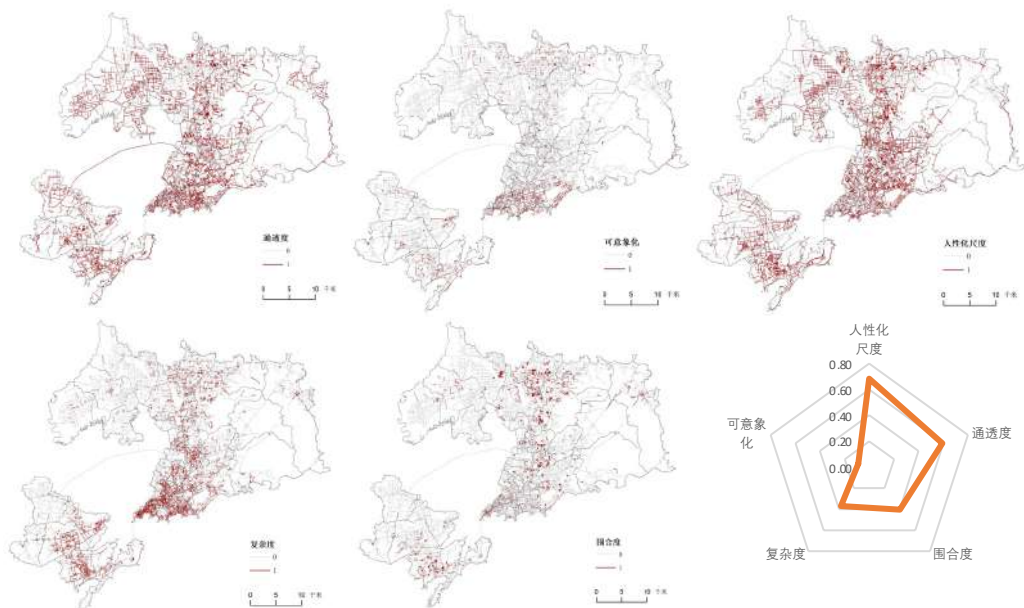 通透度
0
1
0 5 10 千米
可意象化
0
1
0 5 10 千米
人性化尺度
0
1
0 5 10 千米
复杂度
0
1
0 5 10 千米
围合度
0
1
0 5 10 千米
人性化
尺度
0.80
0.60
0.40
0.20
0.00
可意象
化
通透度
复杂度
围合度